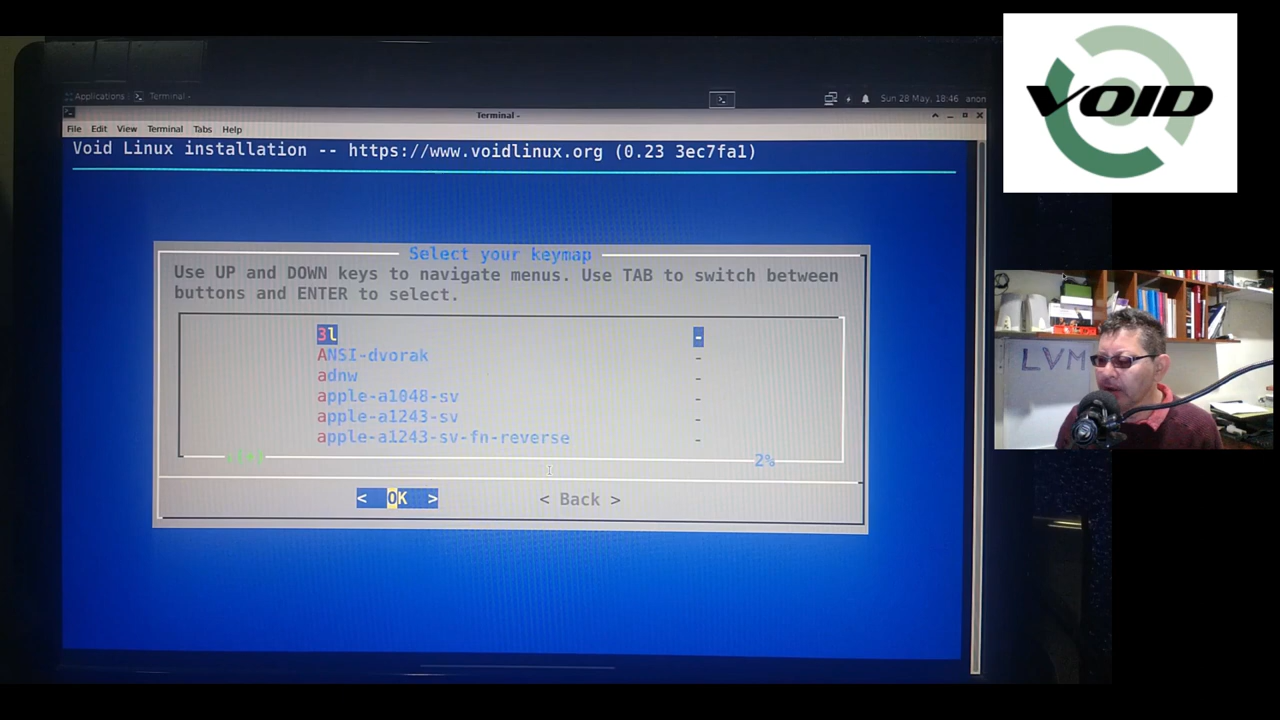 Applications Terminal - Sun 28 May, 18:46 anon
Terminal -
File Edit View Terminal Tabs Help
Void Linux installation -- https://www.voidlinux.org (0.23 3ec7fa1)
Select your keymap
Use UP and DOWN keys to navigate menus. Use TAB to switch between
buttons and ENTER to select.
3l -
ANSI-dvorak -
adnw -
apple-a1048-sv -
apple-a1243-sv -
apple-a1243-sv-fn-reverse -
2%
< OK > < Back >
VOID
LVM